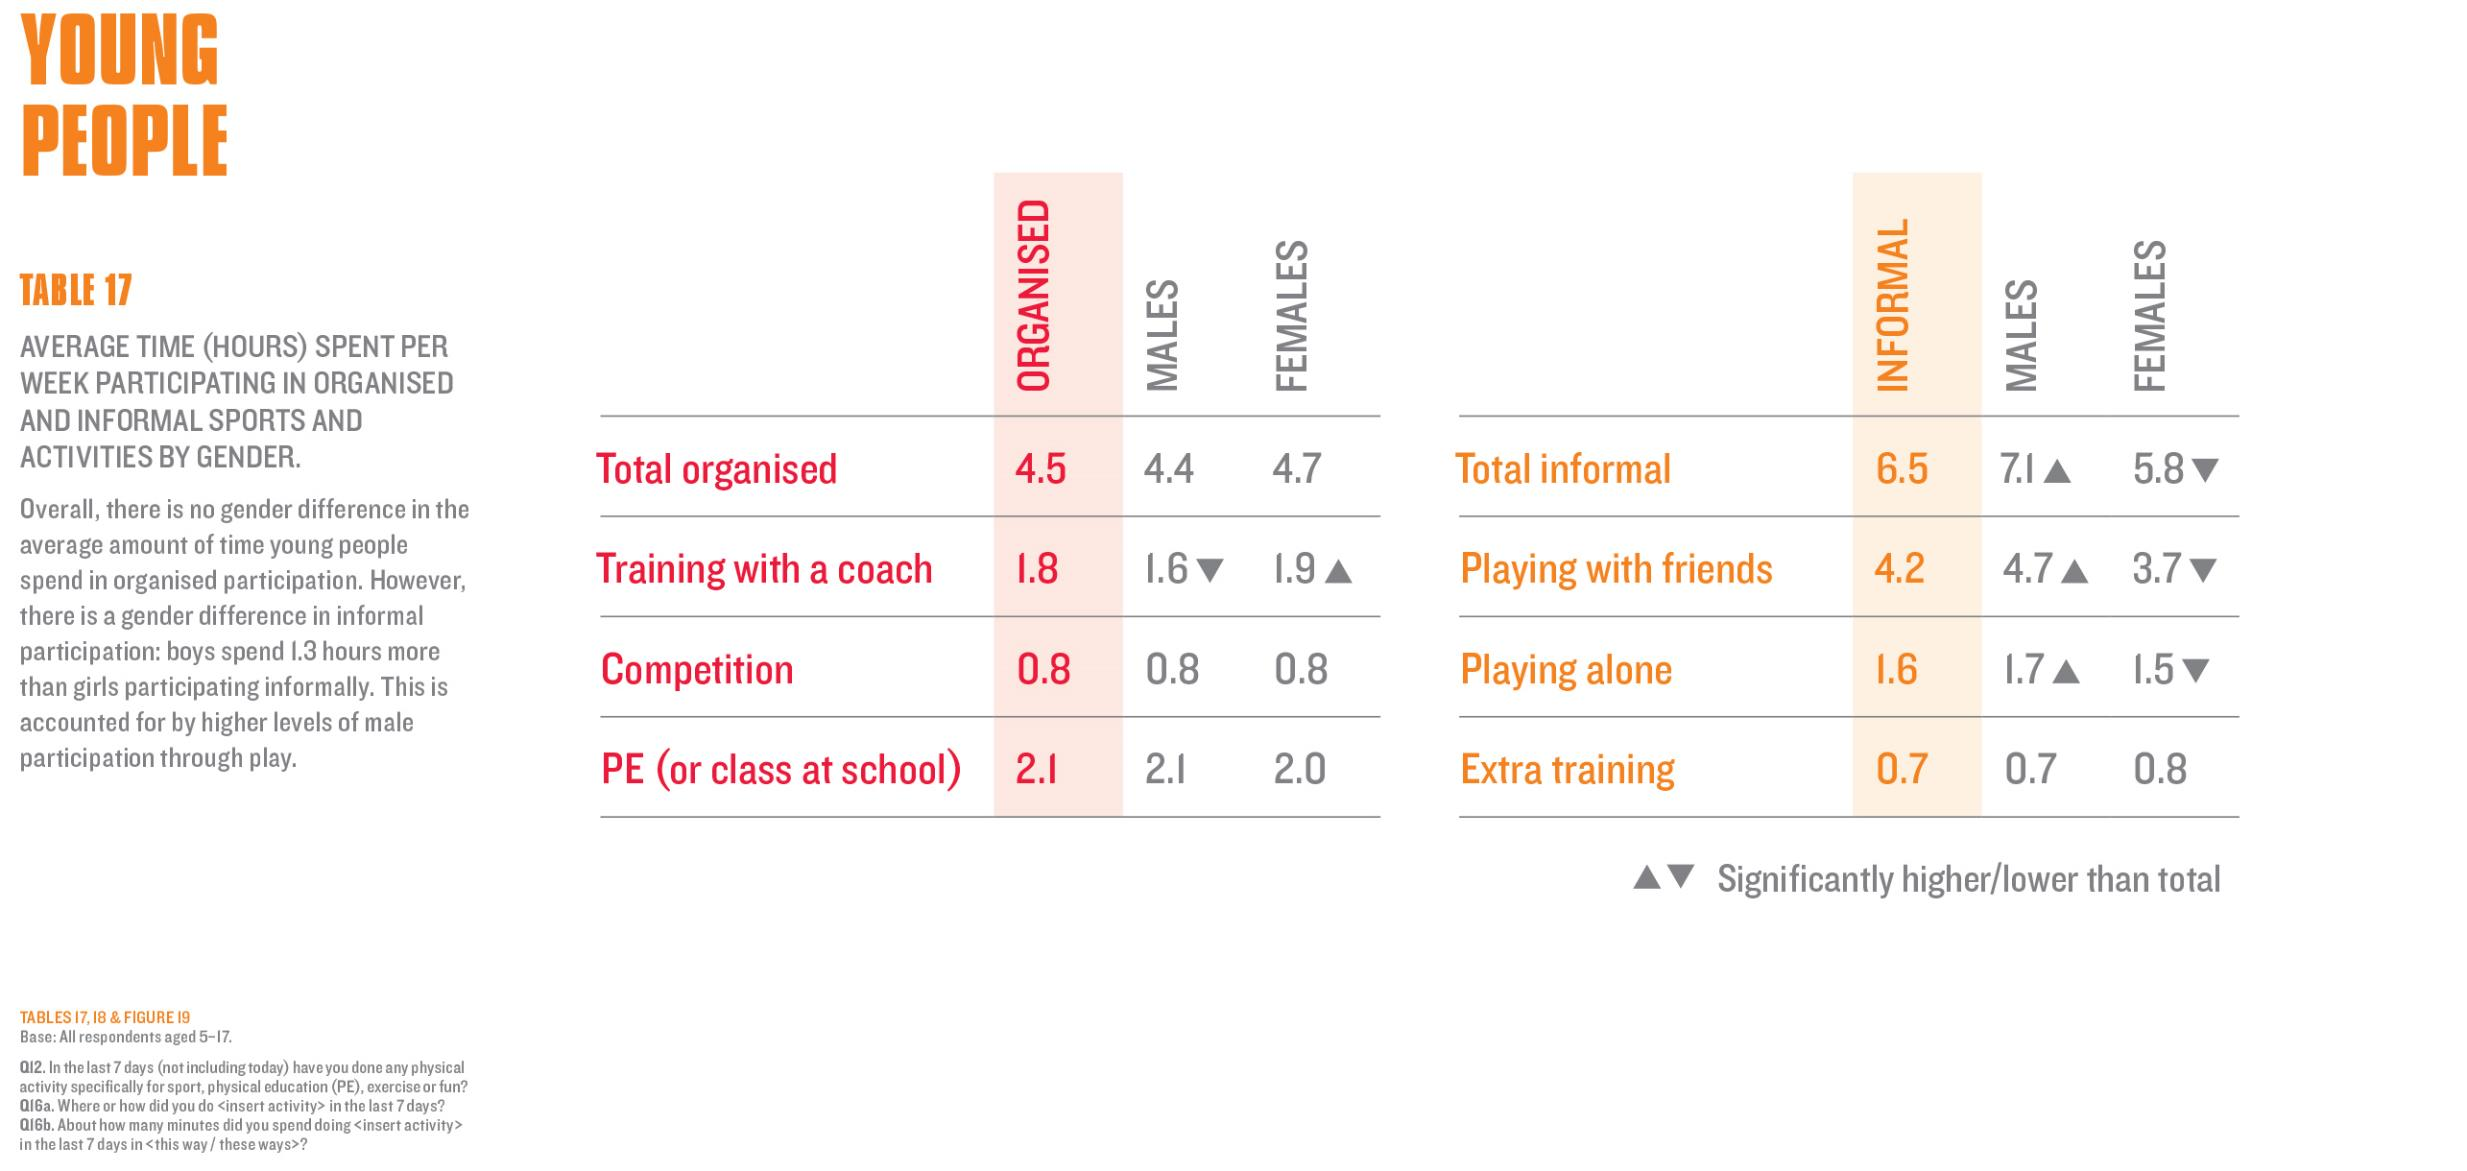 YOUNG
PEOPLE
TABLE 17
AVERAGE TIME (HOURS) SPENT PER
WEEK PARTICIPATING IN ORGANISED
AND INFORMAL SPORTS AND
ACTIVITIES BY GENDER.
Overall, there is no gender difference in the
average amount of time young people
spend in organised participation. However,
there is a gender difference in informal
participation: boys spend 1.3 hours more
than girls participating informally. This is
accounted for by higher levels of male
participation through play.
ORGANISED MALES FEMALES
Total organised 4.5 4.4 4.7
Training with a coach 1.8 1.6 ▼ 1.9 ▲
Competition 0.8 0.8 0.8
PE (or class at school) 2.1 2.1 2.0
INFORMAL MALES FEMALES
Total informal 6.5 7.1 ▲ 5.8 ▼
Playing with friends 4.2 4.7 ▲ 3.7 ▼
Playing alone 1.6 1.7 ▲ 1.5 ▼
Extra training 0.7 0.7 0.8
▲▼ Significantly higher/lower than total
TABLES 17, 18 & FIGURE 19
Base: All respondents aged 5–17.
Q12. In the last 7 days (not including today) have you done any physical
activity specifically for sport, physical education (PE), exercise or fun?
Q16a. Where or how did you do <insert activity> in the last 7 days?
Q16b. About how many minutes did you spend doing <insert activity>
in the last 7 days in <this way / these ways>?